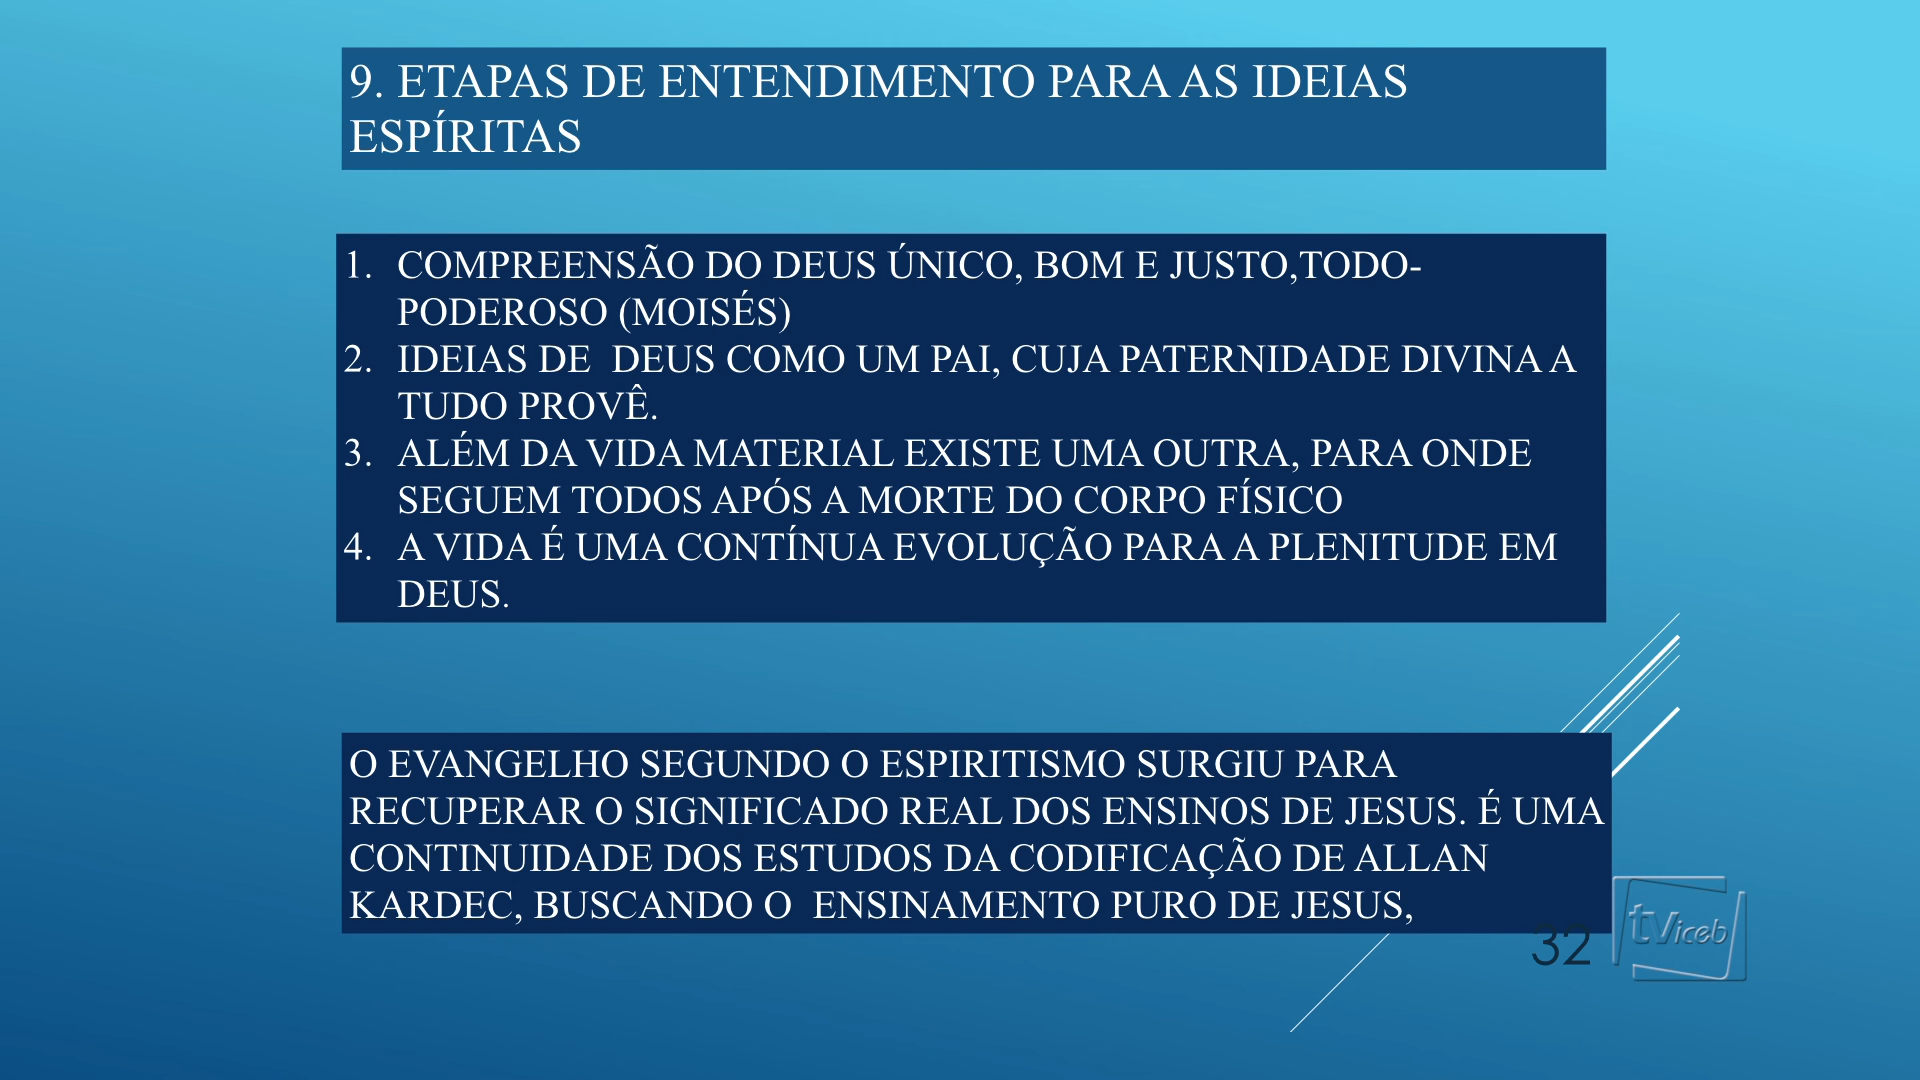 9. ETAPAS DE ENTENDIMENTO PARA AS IDEIAS
ESPÍRITAS
1. COMPREENSÃO DO DEUS ÚNICO, BOM E JUSTO,TODO-
PODEROSO (MOISÉS)
2. IDEIAS DE  DEUS COMO UM PAI, CUJA PATERNIDADE DIVINA A
TUDO PROVÊ.
3. ALÉM DA VIDA MATERIAL EXISTE UMA OUTRA, PARA ONDE
SEGUEM TODOS APÓS A MORTE DO CORPO FÍSICO
4. A VIDA É UMA CONTÍNUA EVOLUÇÃO PARA A PLENITUDE EM
DEUS.
O EVANGELHO SEGUNDO O ESPIRITISMO SURGIU PARA
RECUPERAR O SIGNIFICADO REAL DOS ENSINOS DE JESUS. É UMA
CONTINUIDADE DOS ESTUDOS DA CODIFICAÇÃO DE ALLAN
KARDEC, BUSCANDO O  ENSINAMENTO PURO DE JESUS,
32
tViceb